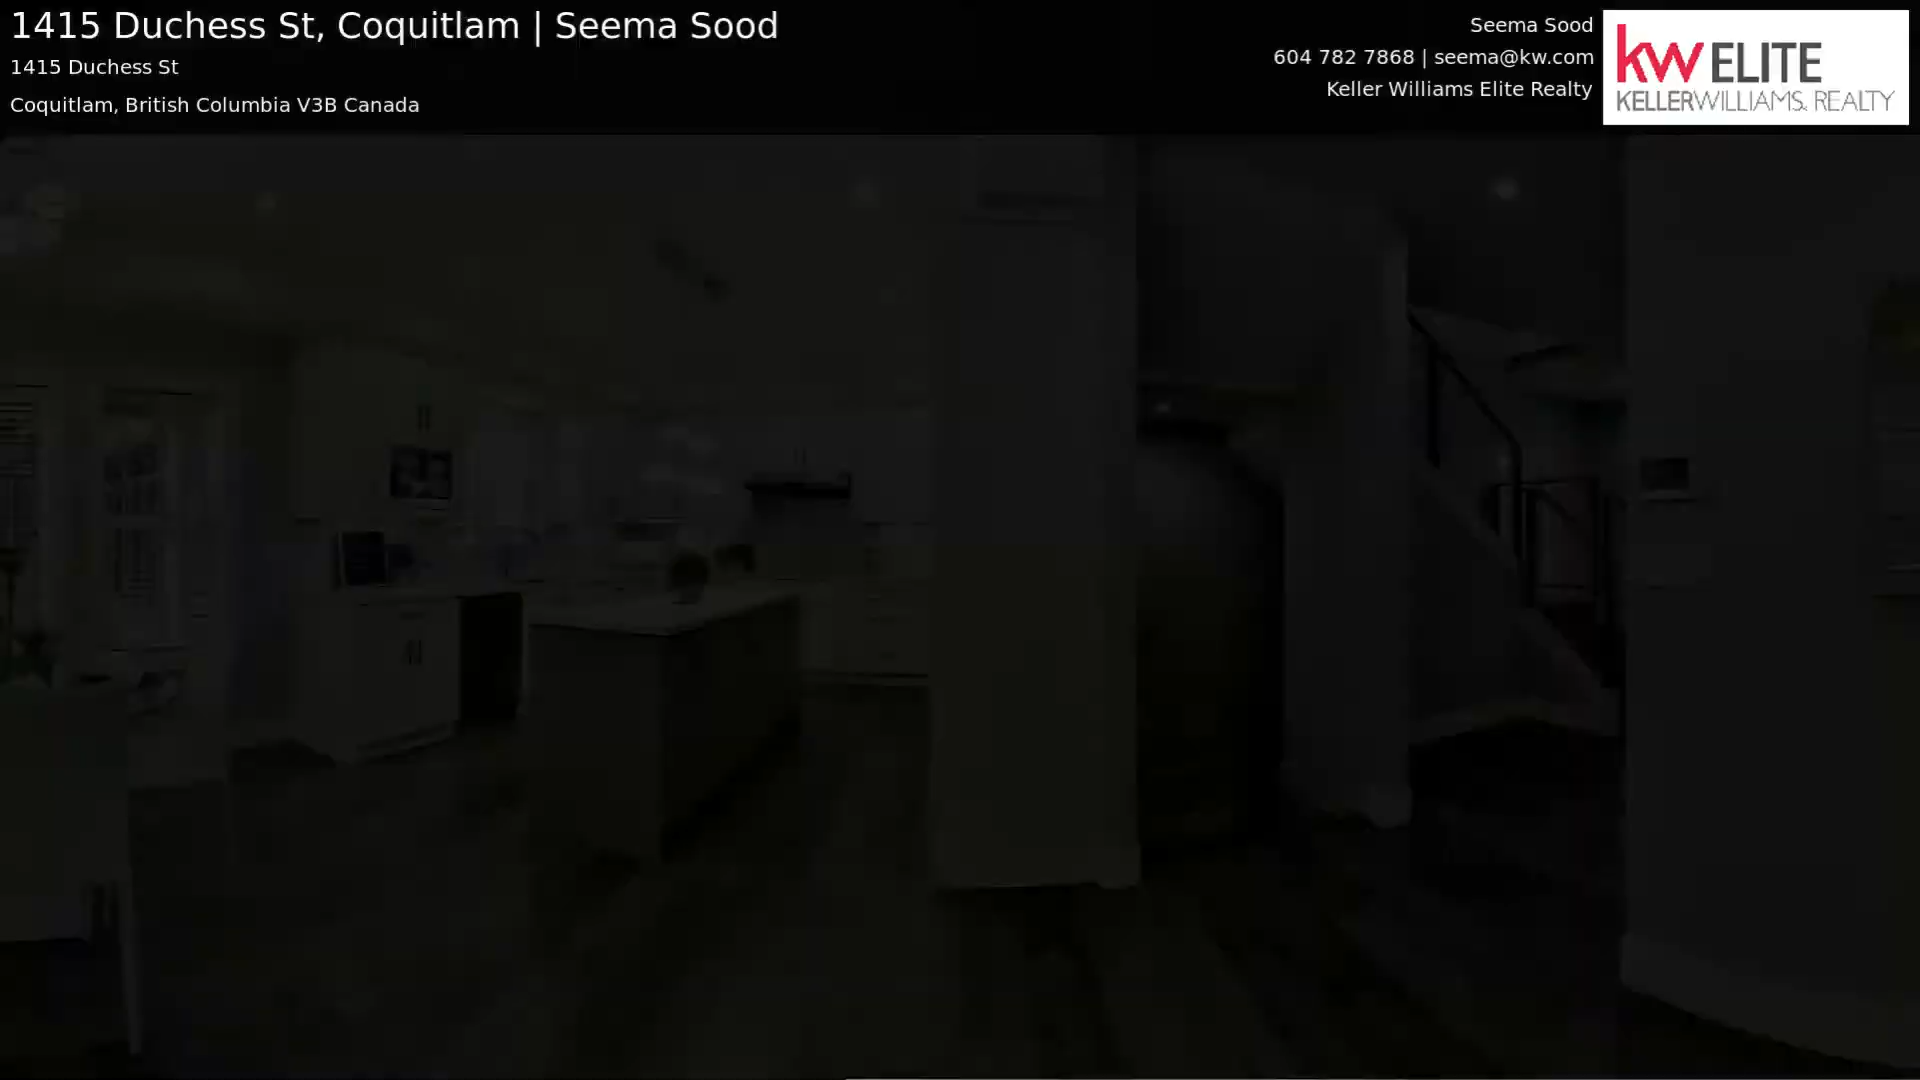 1415 Duchess St, Coquitlam | Seema Sood
1415 Duchess St
Coquitlam, British Columbia V3B Canada
Seema Sood
604 782 7868 | seema@kw.com
Keller Williams Elite Realty
kw ELITE
KELLERWILLIAMS. REALTY